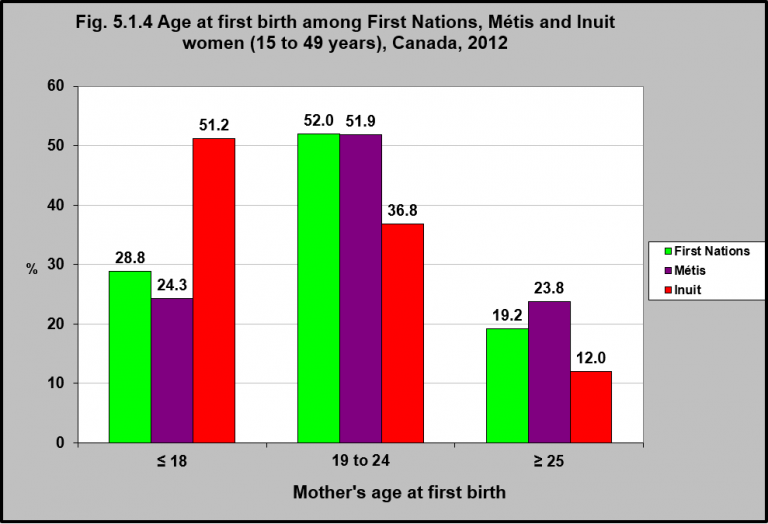 Fig. 5.1.4 Age at first birth among First Nations, Métis and Inuit
women (15 to 49 years), Canada, 2012
60
50
40
30
20
10
0
%
51.2
28.8
24.3
52.0 51.9
36.8
19.2
23.8
12.0
First Nations
Métis
Inuit
≤ 18
19 to 24
≥ 25
Mother's age at first birth